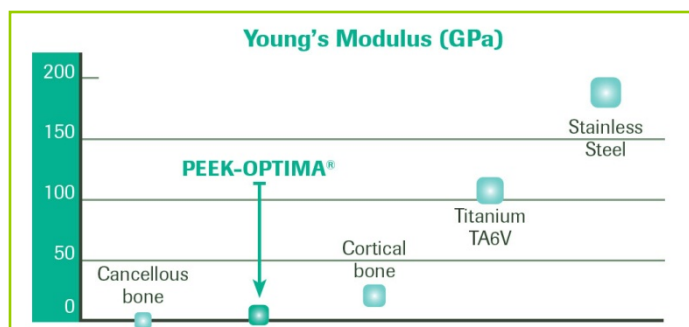 Young's Modulus (GPa)
200
150
100
50
0
Cancellous
bone
PEEK-OPTIMA®
Cortical
bone
Titanium
TA6V
Stainless
Steel